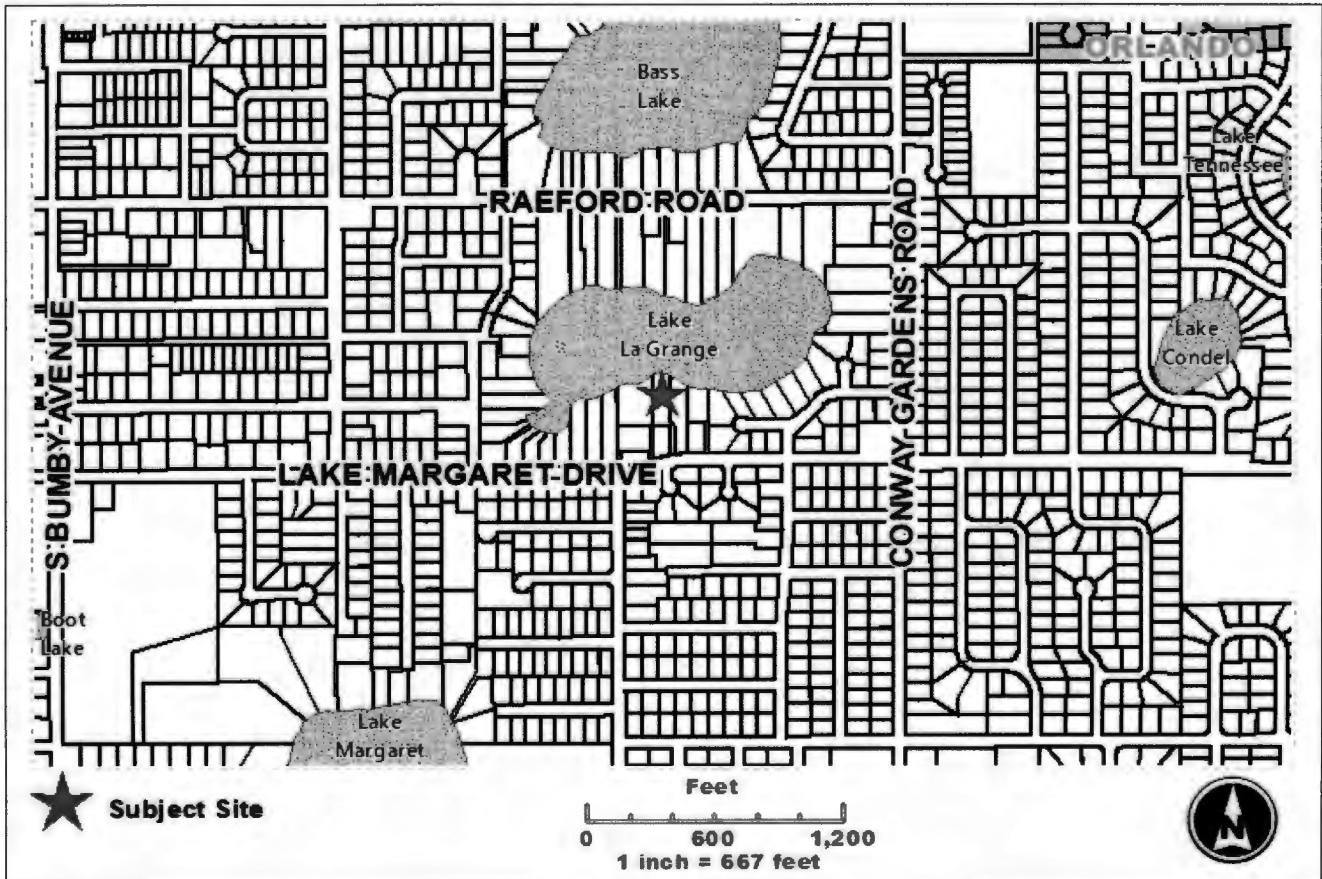 ORLANDO
Bass
Lake
Lake
Tennessee
RAEFORD ROAD
CONWAY GARDENS ROAD
S BUMBY AVENUE
Lake
La Grange
Lake
Condel
LAKE MARGARET DRIVE
Boot
Lake
Lake
Margaret
Subject Site
Feet
0 600 1,200
1 inch = 667 feet
N